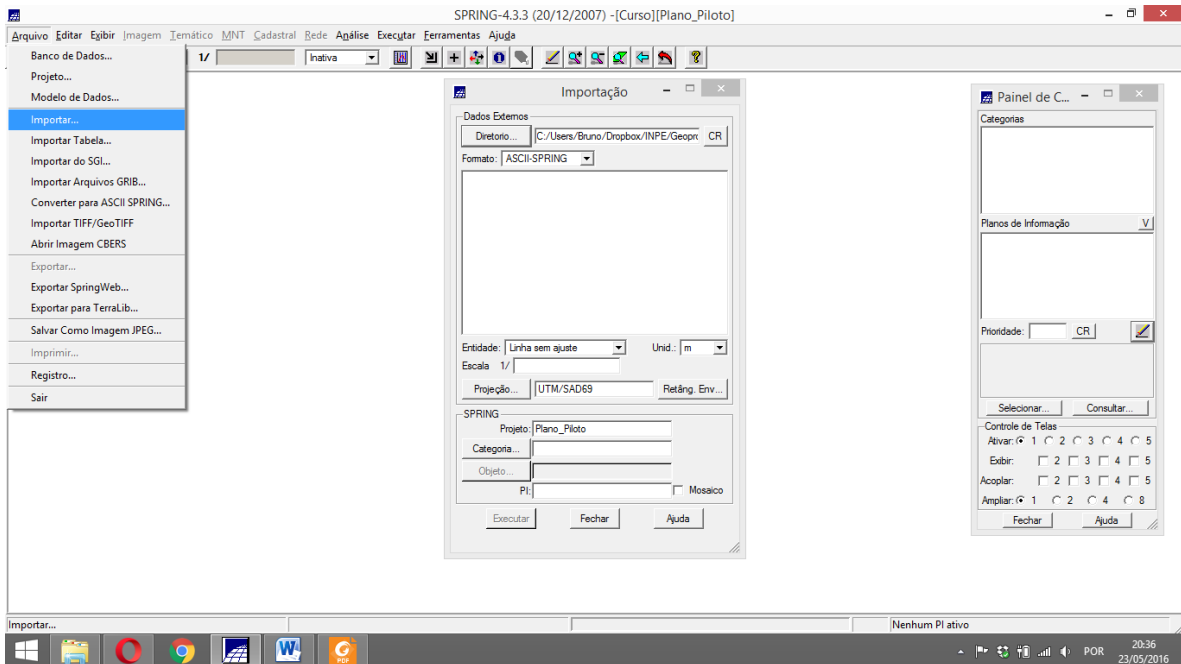 SPRING-4.3.3 (20/12/2007) -[Curso][Plano_Piloto]
Arquivo Editar Exibir Imagem Temático MNT Cadastral Rede Análise Executar Ferramentas Ajuda
1/ Inativa
Banco de Dados...
Projeto...
Modelo de Dados...
Importar...
Importar Tabela...
Importar do SGI...
Importar Arquivos GRIB...
Converter para ASCII SPRING...
Importar TIFF/GeoTIFF
Abrir Imagem CBERS
Exportar...
Exportar SpringWeb...
Exportar para TerraLib...
Salvar Como Imagem JPEG...
Imprimir...
Registro...
Sair
Importação
Dados Externos
Diretorio... C:/Users/Bruno/Dropbox/INPE/Geopro CR
Formato: ASCII-SPRING
Entidade: Linha sem ajuste Unid.: m
Escala 1/
Projeção... UTM/SAD69 Retâng. Env...
SPRING
Projeto: Plano_Piloto
Categoria...
Objeto...
PI: Mosaico
Executar Fechar Ajuda
Painel de C...
Categorias
Planos de Informação V
Prioridade: CR
Selecionar... Consultar...
Controle de Telas
Ativar: 1 2 3 4 5
Exibir: 2 3 4 5
Acoplar: 2 3 4 5
Ampliar: 1 2 4 8
Fechar Ajuda
Importar... Nenhum PI ativo
PDF
POR
20:36
23/05/2016